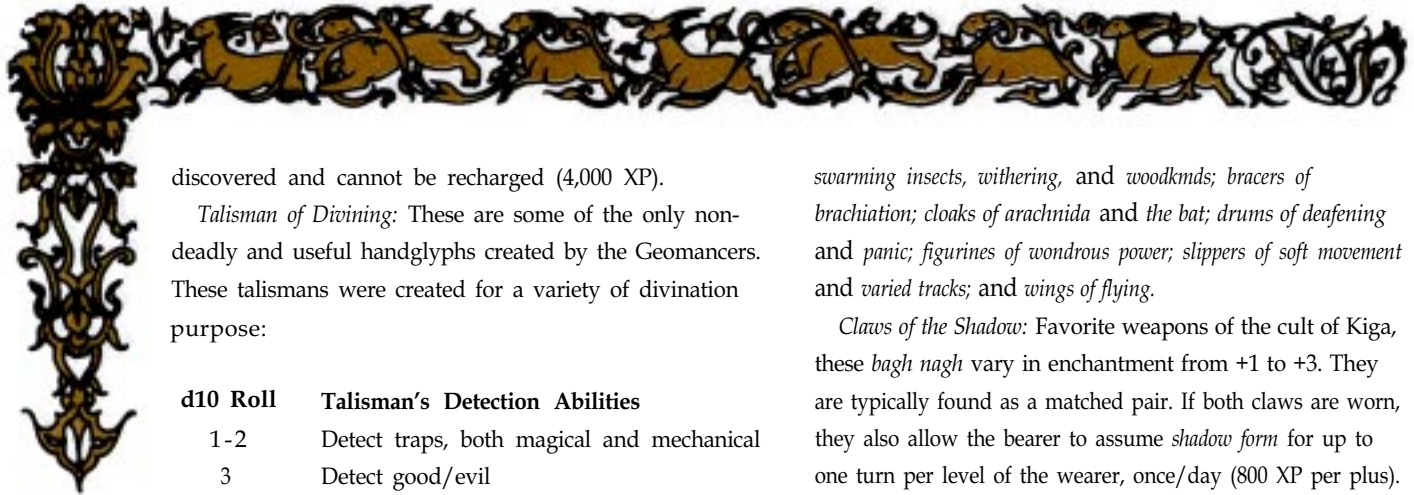 discovered and cannot be recharged (4,000 XP).
Talisman of Divining: These are some of the only non-
deadly and useful handglyphs created by the Geomancers.
These talismans were created for a variety of divination
purpose:
d10 Roll Talisman's Detection Abilities
1-2 Detect traps, both magical and mechanical
3 Detect good/evil
swarming insects, withering, and woodkmds; bracers of
brachiation; cloaks of arachnida and the bat; drums of deafening
and panic; figurines of wondrous power; slippers of soft movement
and varied tracks; and wings of flying.
Claws of the Shadow: Favorite weapons of the cult of Kiga,
these bagh nagh vary in enchantment from +1 to +3. They
are typically found as a matched pair. If both claws are worn,
they also allow the bearer to assume shadow form for up to
one turn per level of the wearer, once/day (800 XP per plus).